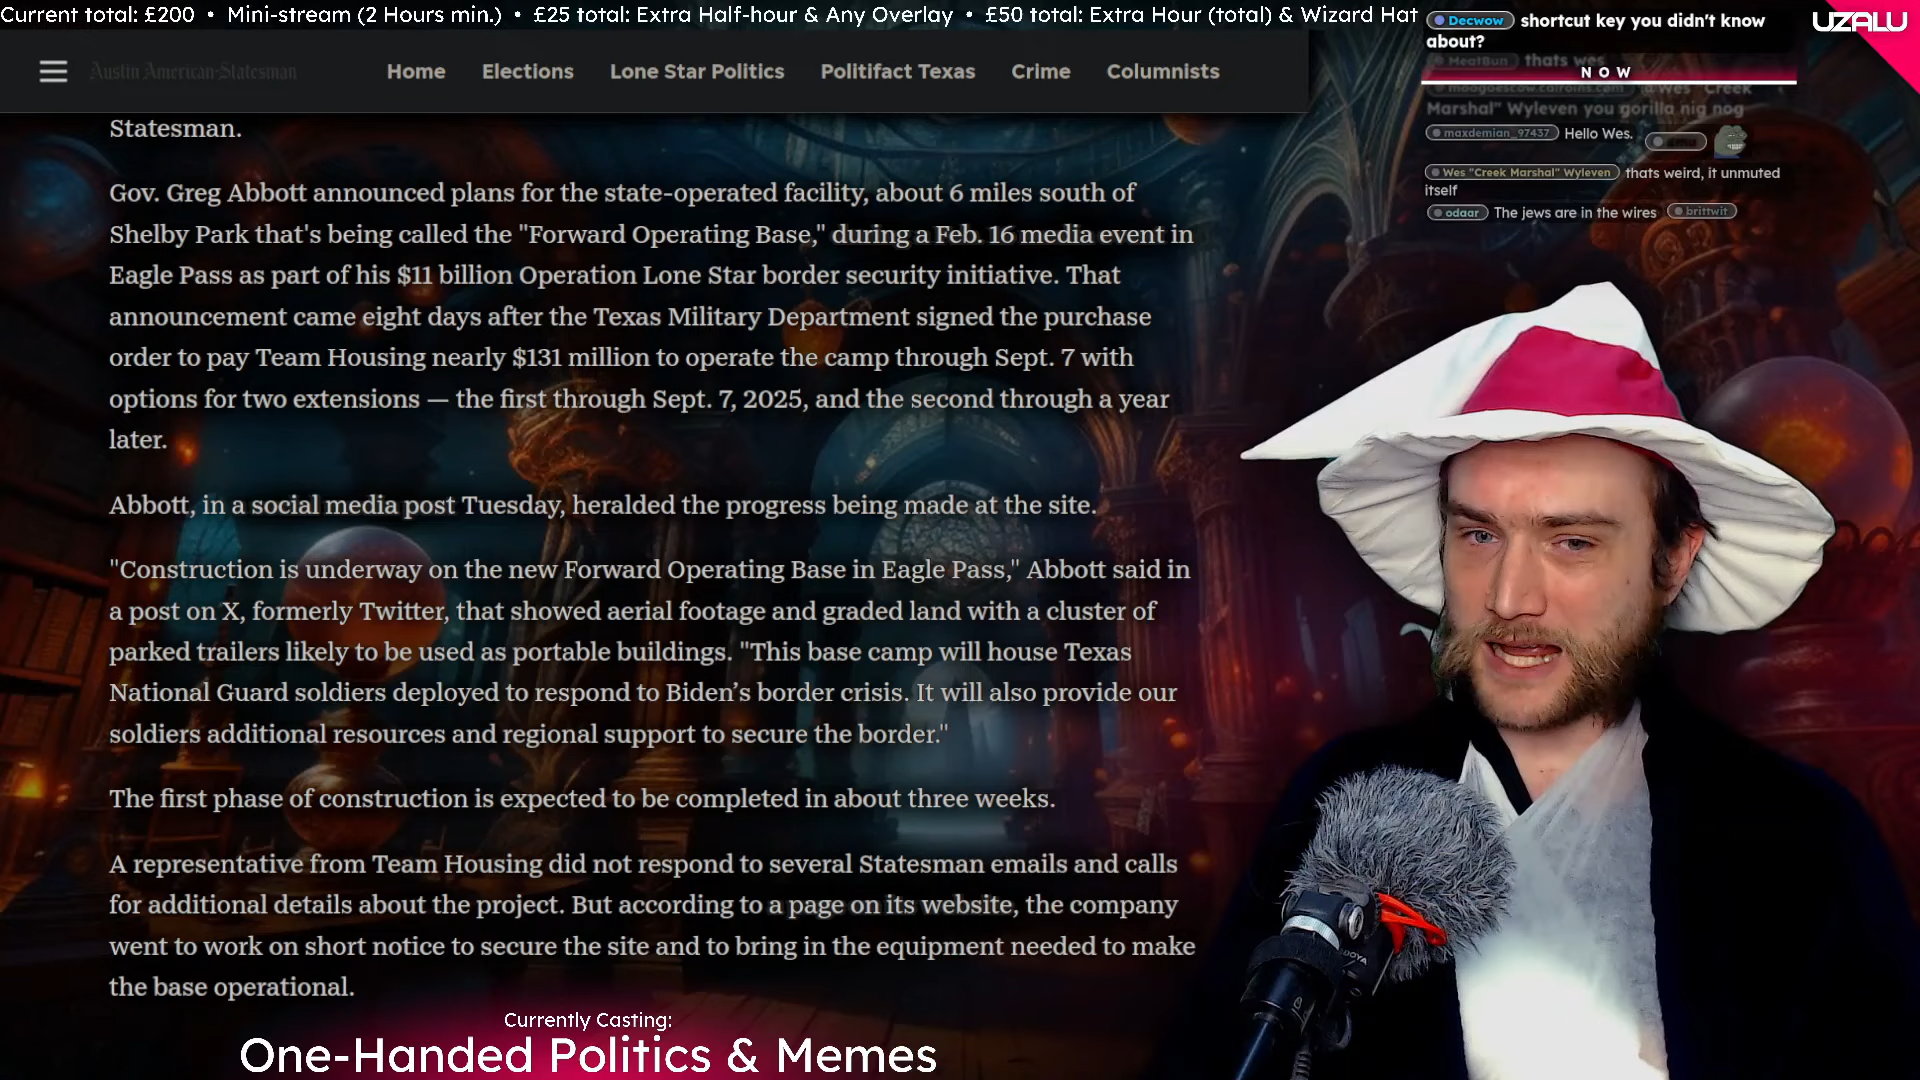 Current total: £200 • Mini-stream (2 Hours min.) • £25 total: Extra Half-hour & Any Overlay • £50 total: Extra Hour (total) & Wizard Hat
Decwow shortcut key you didn't know
about?
UZALU
MeatBun thats wes
NOW
Austin American-Statesman
Home Elections Lone Star Politics Politifact Texas Crime Columnists
moogoescow.cafroins.com @Wes "Creek
Marshal" Wyleven you gorilla nig nog
maxdemian_97437 Hello Wes.
Wes "Creek Marshal" Wyleven thats weird, it unmuted
itself
odaar The jews are in the wires brittwit
Statesman.
Gov. Greg Abbott announced plans for the state-operated facility, about 6 miles south of
Shelby Park that's being called the "Forward Operating Base," during a Feb. 16 media event in
Eagle Pass as part of his $11 billion Operation Lone Star border security initiative. That
announcement came eight days after the Texas Military Department signed the purchase
order to pay Team Housing nearly $131 million to operate the camp through Sept. 7 with
options for two extensions — the first through Sept. 7, 2025, and the second through a year
later.
Abbott, in a social media post Tuesday, heralded the progress being made at the site.
"Construction is underway on the new Forward Operating Base in Eagle Pass," Abbott said in
a post on X, formerly Twitter, that showed aerial footage and graded land with a cluster of
parked trailers likely to be used as portable buildings. "This base camp will house Texas
National Guard soldiers deployed to respond to Biden’s border crisis. It will also provide our
soldiers additional resources and regional support to secure the border."
The first phase of construction is expected to be completed in about three weeks.
A representative from Team Housing did not respond to several Statesman emails and calls
for additional details about the project. But according to a page on its website, the company
went to work on short notice to secure the site and to bring in the equipment needed to make
the base operational.
Currently Casting:
One-Handed Politics & Memes